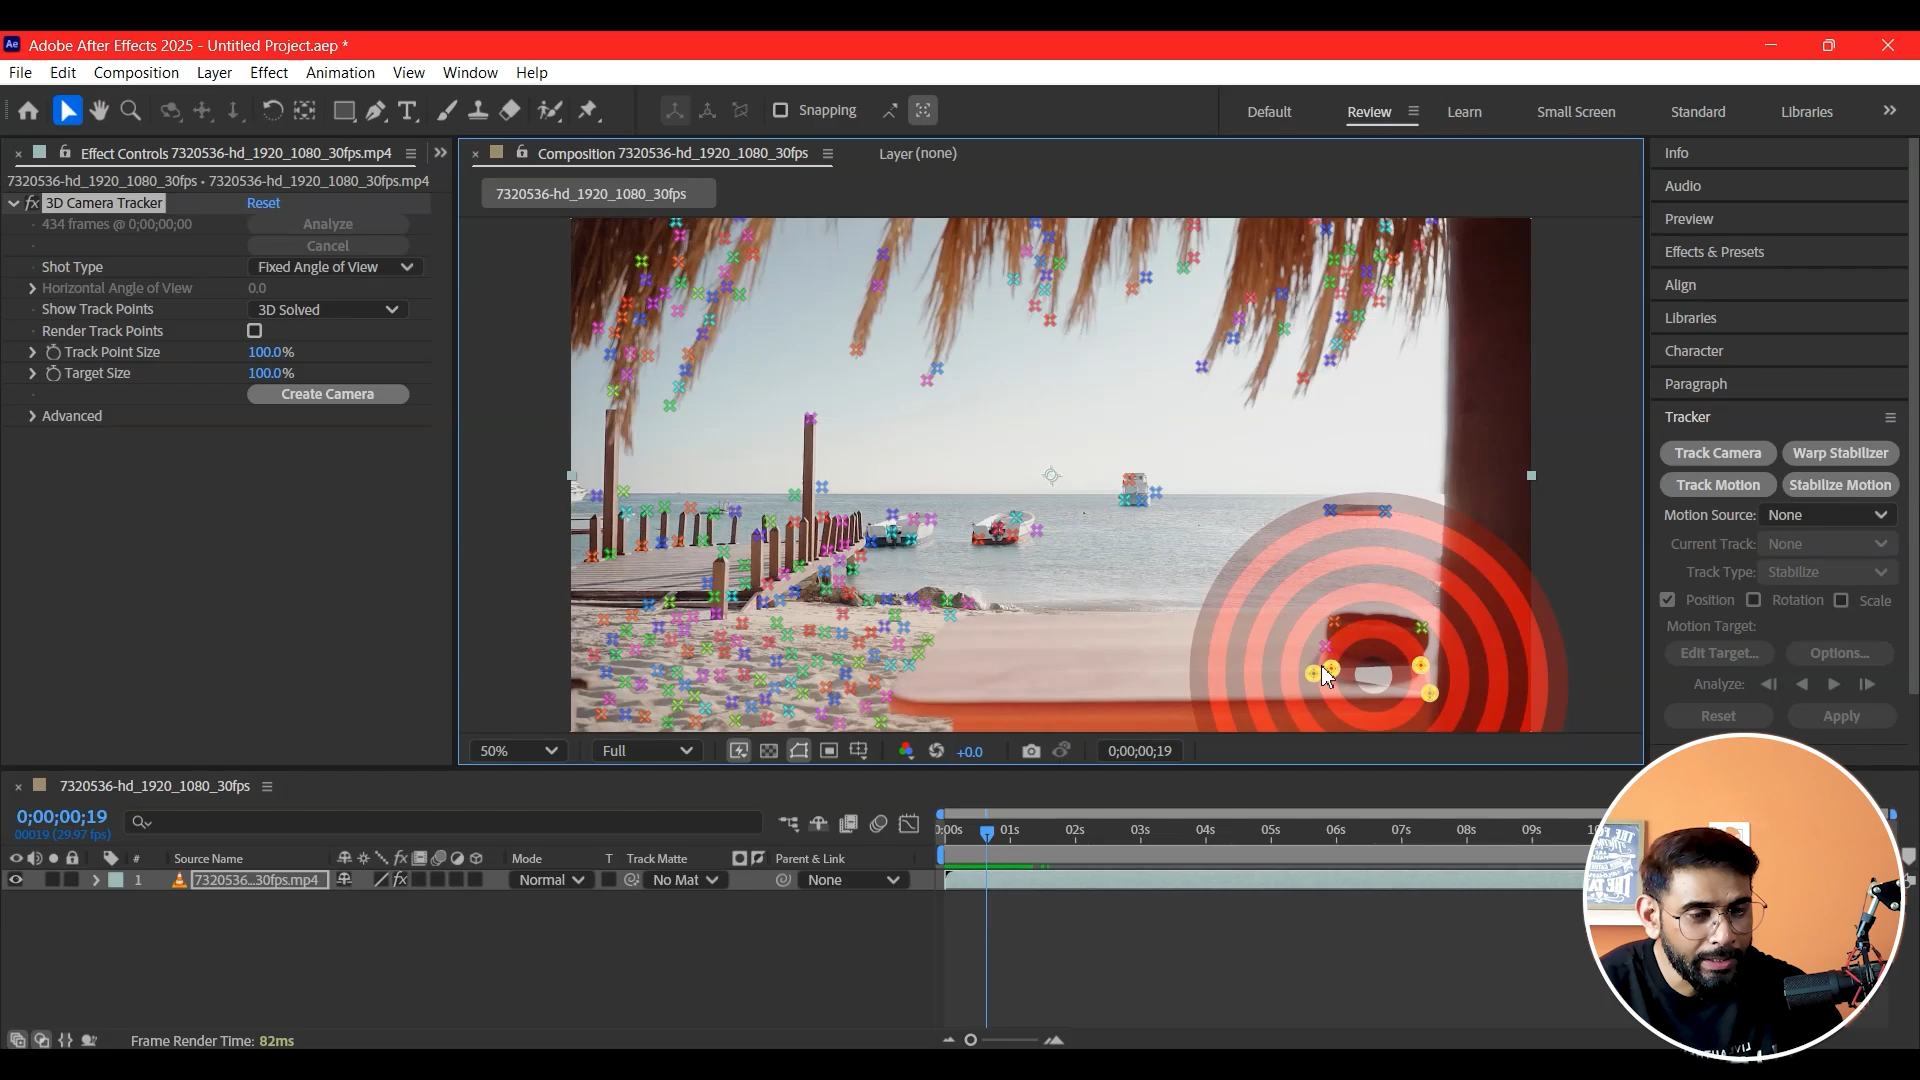 Ae Adobe After Effects 2025 - Untitled Project.aep *
File Edit Composition Layer Effect Animation View Window Help
Snapping Default Review Learn Small Screen Standard Libraries
Effect Controls 7320536-hd_1920_1080_30fps.mp4
7320536-hd_1920_1080_30fps • 7320536-hd_1920_1080_30fps.mp4
fx 3D Camera Tracker Reset
434 frames @ 0;00;00;00 Analyze
Cancel
Shot Type Fixed Angle of View
Horizontal Angle of View 0.0
Show Track Points 3D Solved
Render Track Points
Track Point Size 100.0%
Target Size 100.0%
Create Camera
Advanced
Composition 7320536-hd_1920_1080_30fps Layer (none)
7320536-hd_1920_1080_30fps
50% Full +0.0 0;00;00;19
Info
Audio
Preview
Effects & Presets
Align
Libraries
Character
Paragraph
Tracker
Track Camera Warp Stabilizer
Track Motion Stabilize Motion
Motion Source: None
Current Track: None
Track Type: Stabilize
Position Rotation Scale
Motion Target:
Edit Target... Options...
Analyze:
Reset Apply
7320536-hd_1920_1080_30fps
0;00;00;19
00019 (29.97 fps)
0:00s 01s 02s 03s 04s 05s 06s 07s 08s 09s
# Source Name fx Mode T Track Matte Parent & Link
1 7320536...30fps.mp4 fx Normal No Mat None
Frame Render Time: 82ms